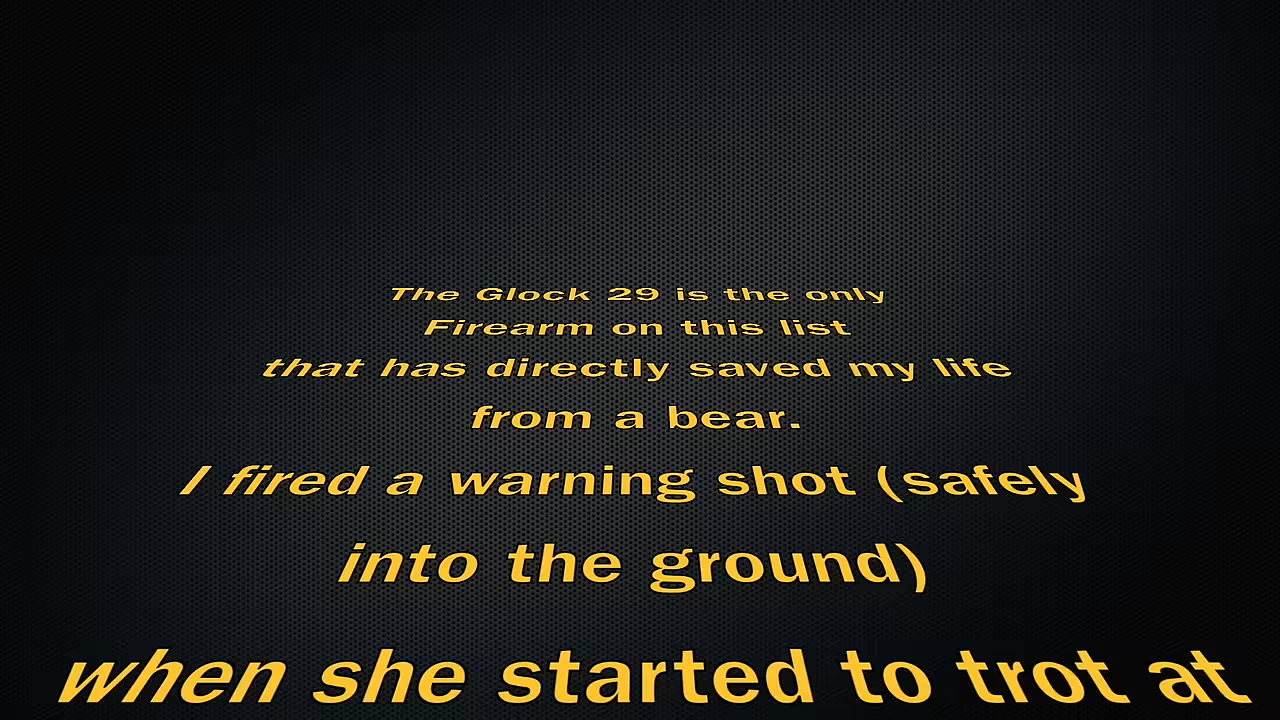 The Glock 29 is the only
Firearm on this list
that has directly saved my life
from a bear.
I fired a warning shot (safely
into the ground)
when she started to trot at